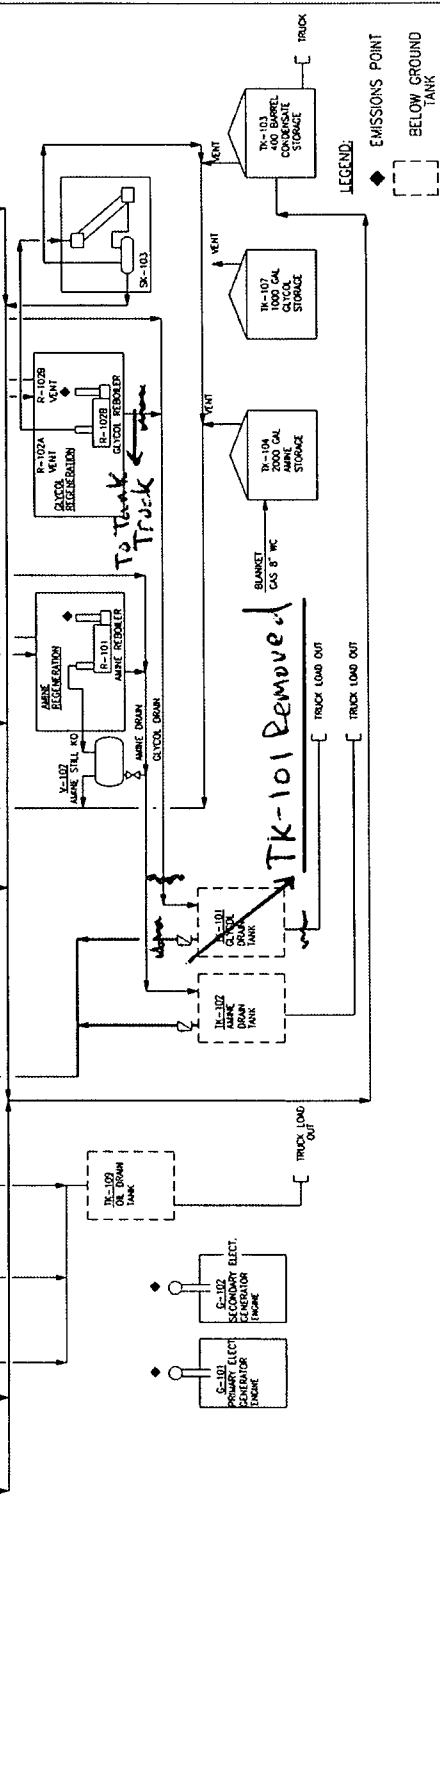 TRUCK
TK-103
400 BARREL
CONDENSATE
STORAGE
VENT
LEGEND:
EMISSIONS POINT
BELOW GROUND
TANK
SK-103
VENT
TK-107
1000 GAL
GLYCOL
STORAGE
R-102A
VENT
R-102B
VENT
GLYCOL
REGENERATION
R-102B
GLYCOL REBOILER
To Tank
Truck
VENT
TK-104
2000 GAL
AMINE
STORAGE
BLANKET
GAS 8" WC
AMINE
REGENERATION
R-101
AMINE REBOILER
V-107
AMINE STILL KO
AMINE DRAIN
GLYCOL DRAIN
TK-101 Removed
TRUCK LOAD OUT
TRUCK LOAD OUT
TK-101
GLYCOL
DRAIN
TANK
TK-102
AMINE
DRAIN
TANK
TK-109
OIL DRAIN
TANK
TRUCK LOAD
OUT
G-102
SECONDARY ELECT.
GENERATOR
ENGINE
G-101
PRIMARY ELECT.
GENERATOR
ENGINE